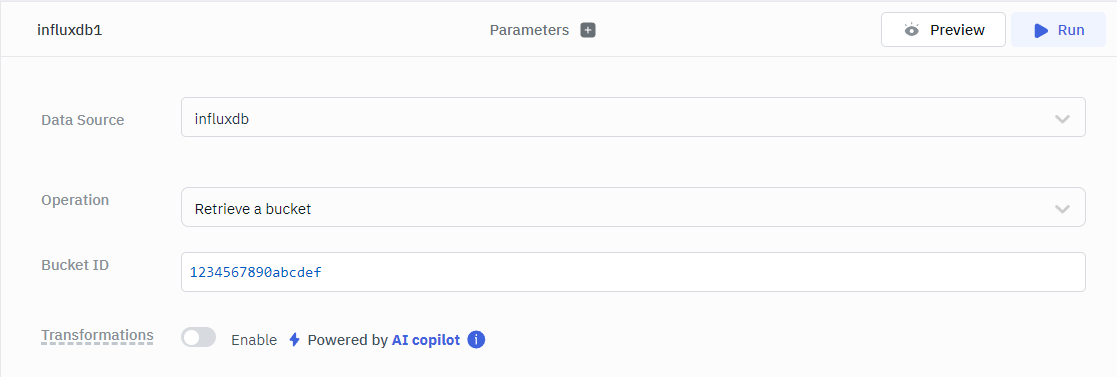 influxdb1 Parameters + Preview Run
Data Source influxdb
Operation Retrieve a bucket
Bucket ID 1234567890abcdef
Transformations Enable Powered by AI copilot i